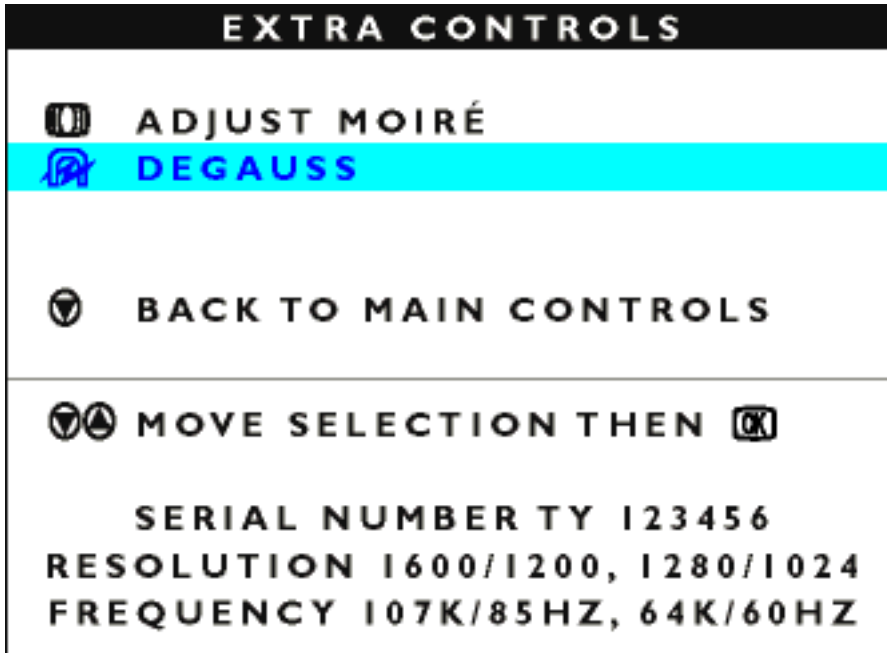 EXTRA CONTROLS
ADJUST MOIRÉ
DEGAUSS
BACK TO MAIN CONTROLS
MOVE SELECTION THEN OK
SERIAL NUMBER TY 123456
RESOLUTION 1600/1200, 1280/1024
FREQUENCY 107K/85HZ, 64K/60HZ